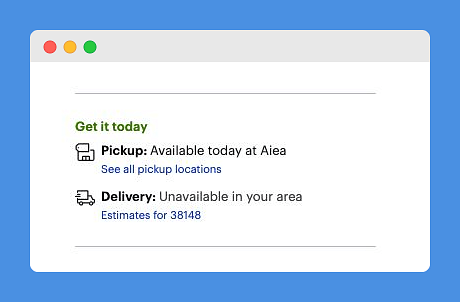 Get it today
Pickup: Available today at Aiea
See all pickup locations
Delivery: Unavailable in your area
Estimates for 38148